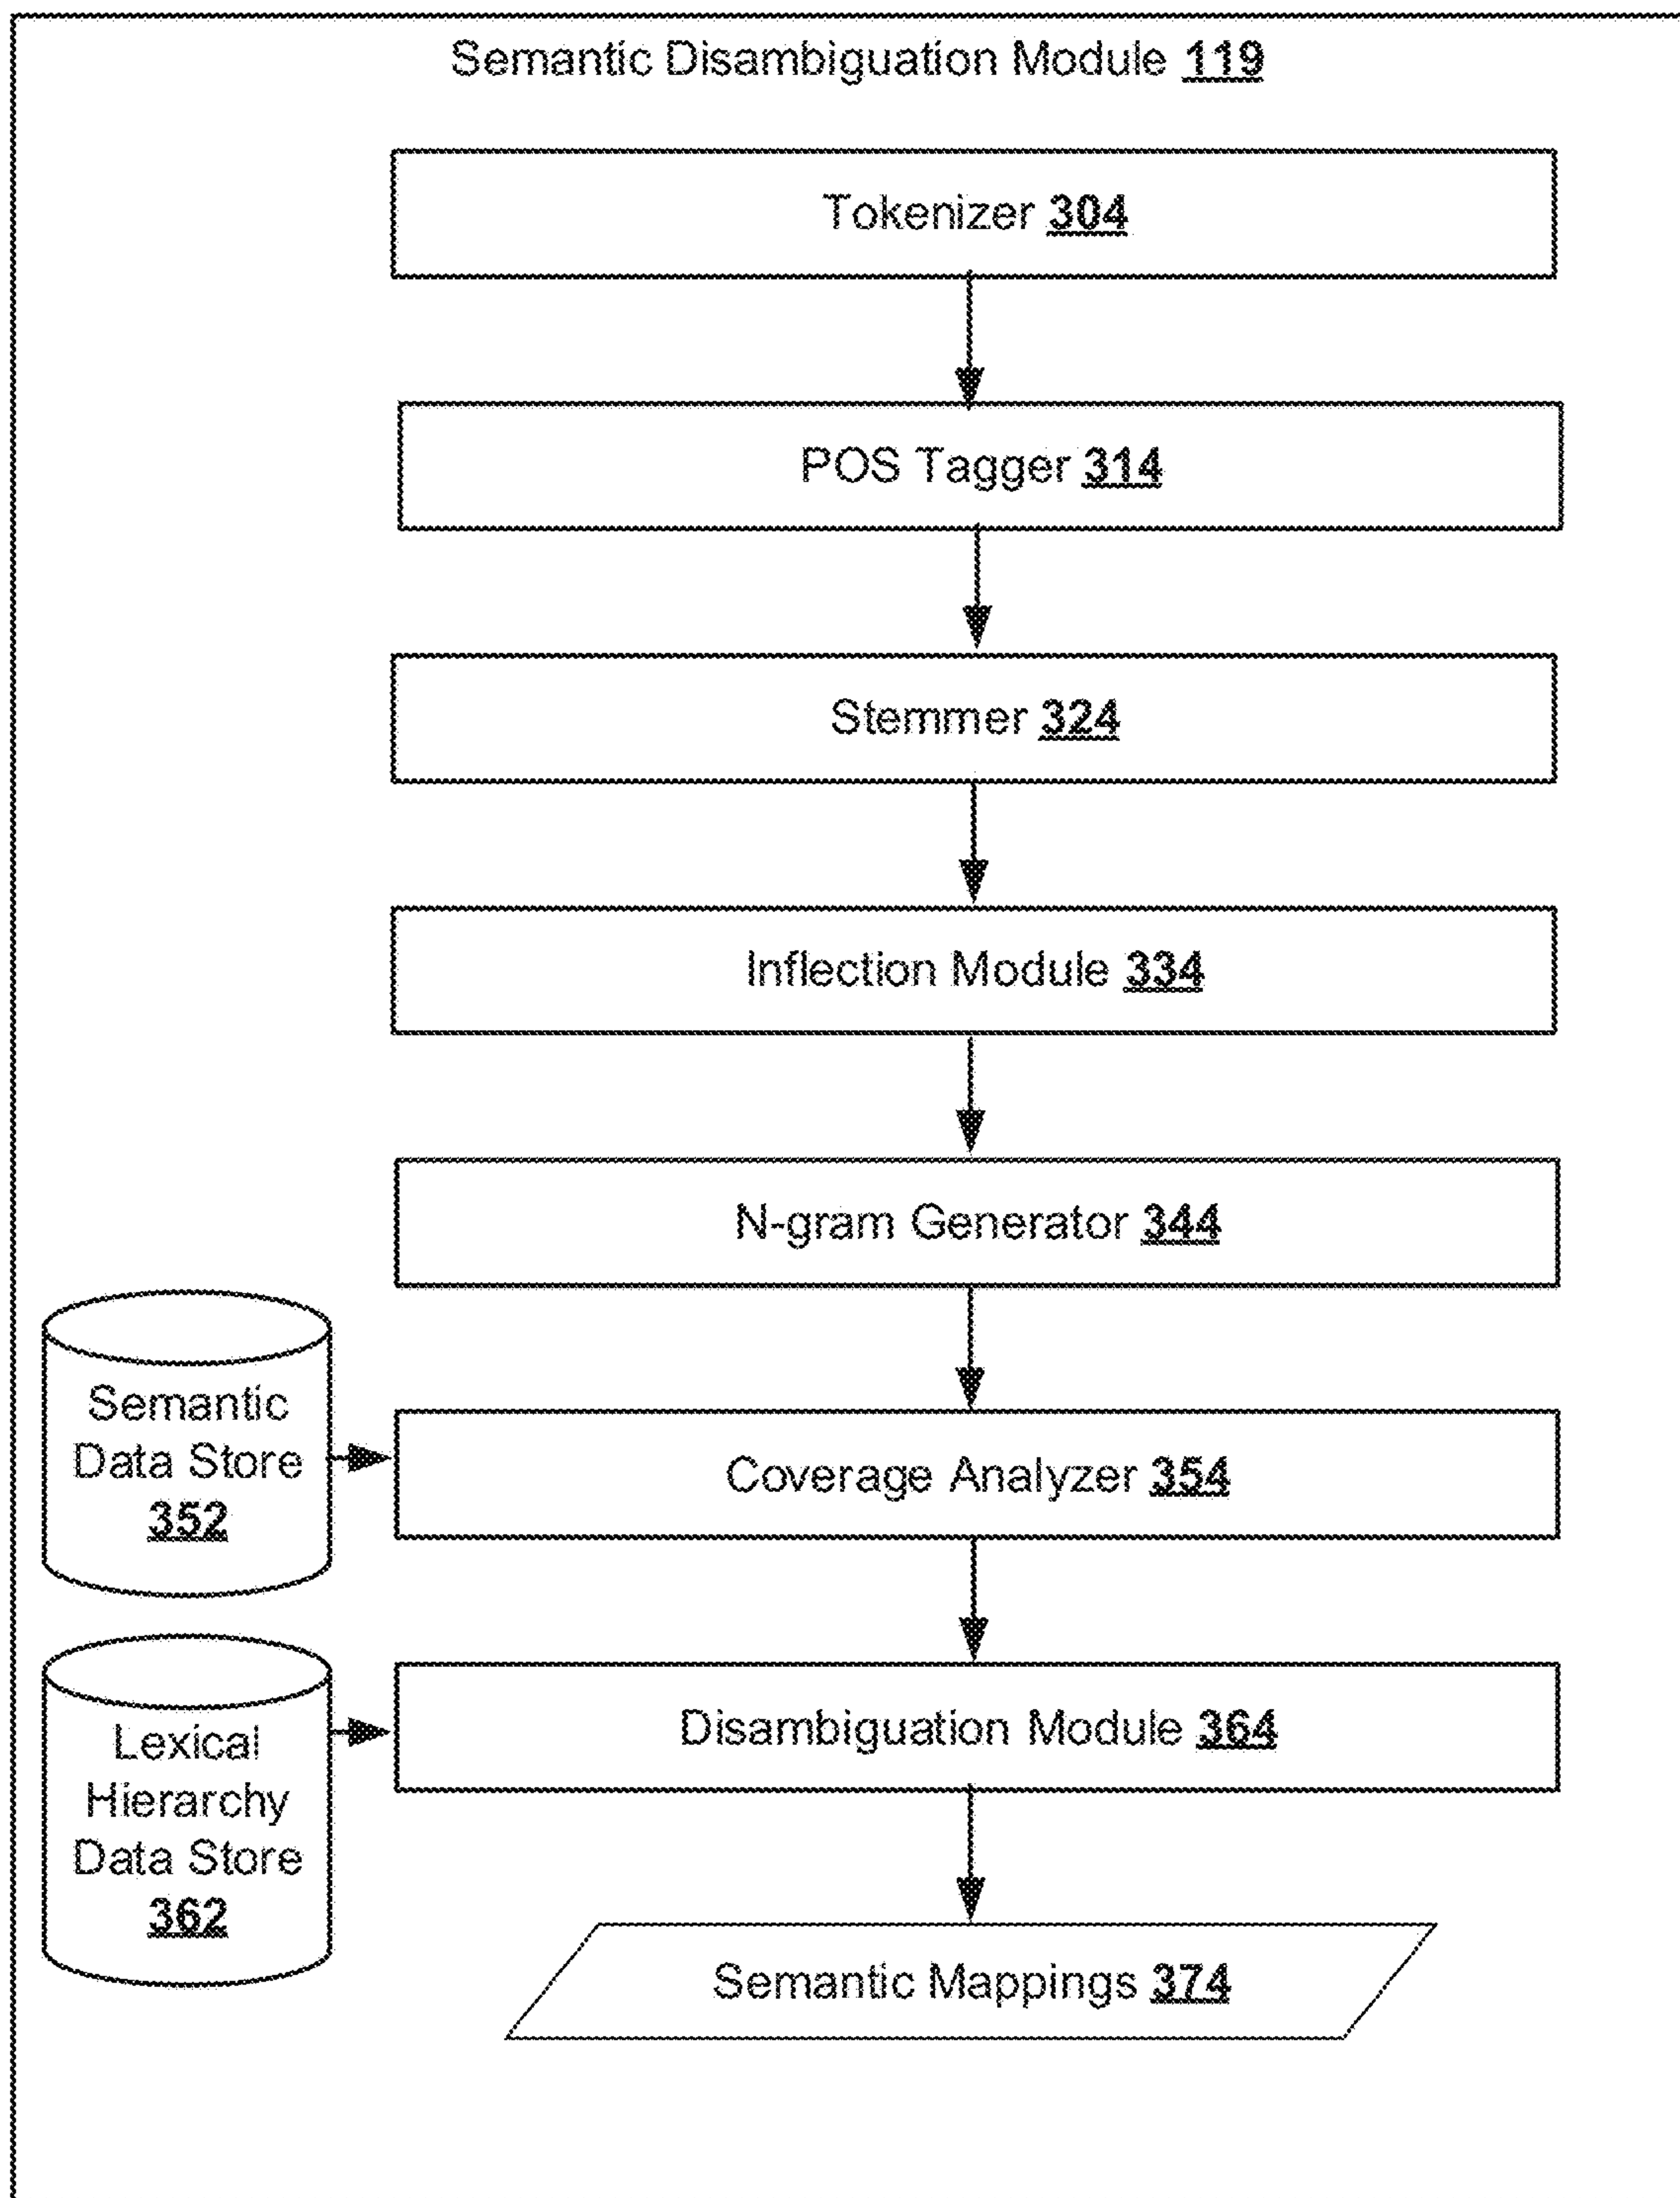 Semantic Disambiguation Module 119
Tokenizer 304
POS Tagger 314
Stemmer 324
Inflection Module 334
N-gram Generator 344
Semantic
Data Store
352
Coverage Analyzer 354
Lexical
Hierarchy
Data Store
362
Disambiguation Module 364
Semantic Mappings 374